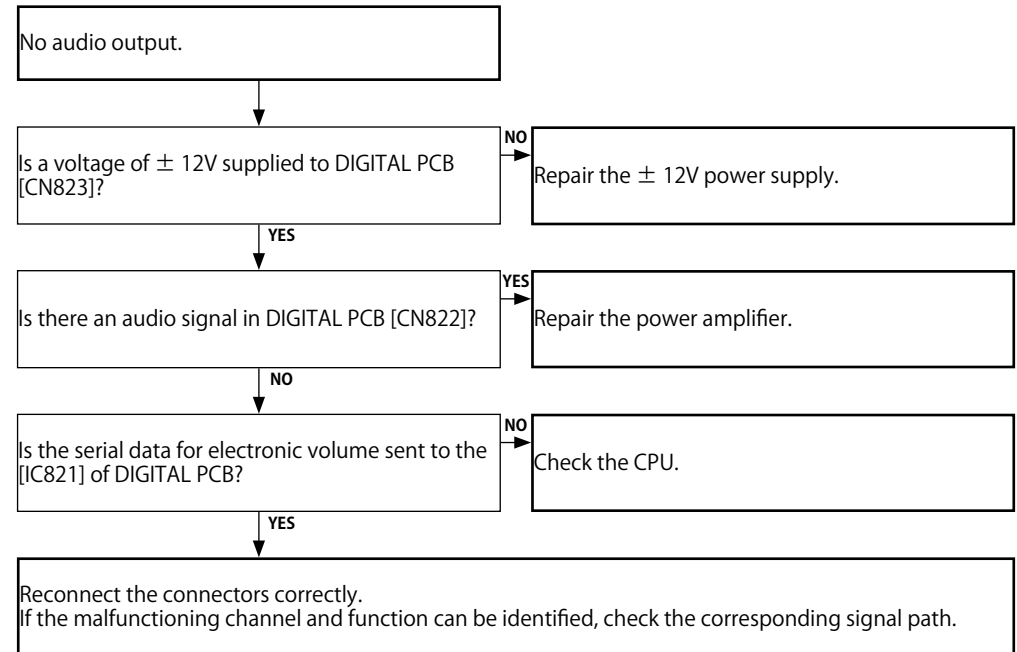 No audio output.
Is a voltage of ± 12V supplied to DIGITAL PCB
[CN823]?
NO
Repair the ± 12V power supply.
YES
Is there an audio signal in DIGITAL PCB [CN822]?
YES
Repair the power amplifier.
NO
Is the serial data for electronic volume sent to the
[IC821] of DIGITAL PCB?
NO
Check the CPU.
YES
Reconnect the connectors correctly.
If the malfunctioning channel and function can be identified, check the corresponding signal path.